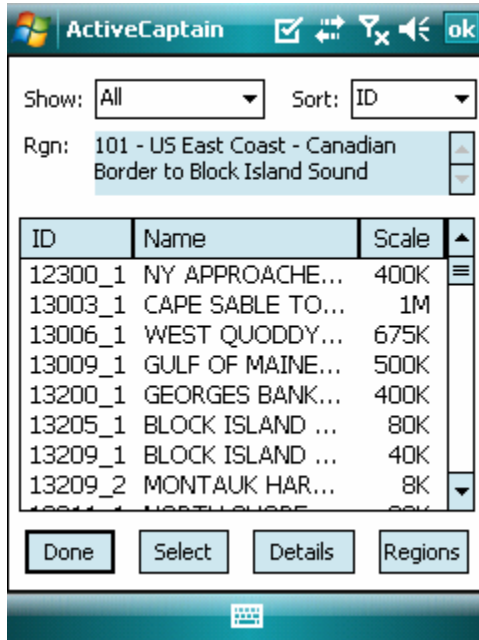 ActiveCaptain ok
Show: All Sort: ID
Rgn: 101 - US East Coast - Canadian
Border to Block Island Sound
ID Name Scale
12300_1 NY APPROACHE... 400K
13003_1 CAPE SABLE TO... 1M
13006_1 WEST QUODDY... 675K
13009_1 GULF OF MAINE... 500K
13200_1 GEORGES BANK... 400K
13205_1 BLOCK ISLAND ... 80K
13209_1 BLOCK ISLAND ... 40K
13209_2 MONTAUK HAR... 8K
Done Select Details Regions